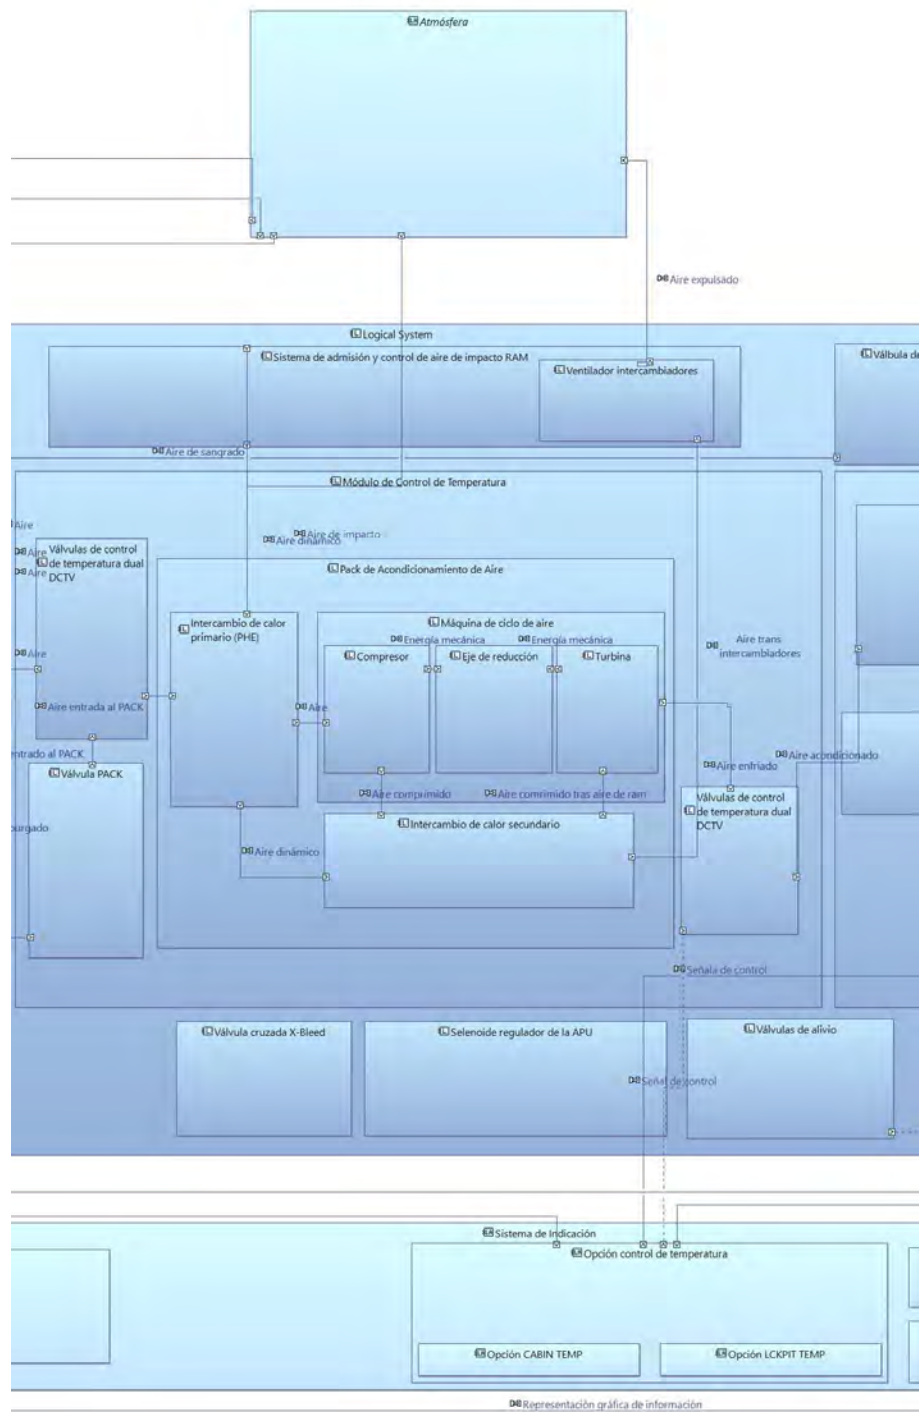 Atmósfera
Aire expulsado
Logical System
Sistema de admisión y control de aire de impacto RAM
Ventilador intercambiadores
Válbula de
Aire de sangrado
Módulo de Control de Temperatura
Aire
Aire de impacto
Aire dinámico
Aire
Aire
Válvulas de control
de temperatura dual
DCTV
Pack de Acondicionamiento de Aire
Intercambio de calor
primario (PHE)
Máquina de ciclo de aire
Energía mecánica
Energía mecánica
Compresor
Eje de reducción
Turbina
Aire
Aire trans
intercambiadores
Aire entrada al PACK
Aire
entrado al PACK
Válvula PACK
Aire acondicionado
Aire enfriado
Aire comprimido
Aire comrimido tras aire de ram
Válvulas de control
de temperatura dual
DCTV
Intercambio de calor secundario
purgado
Aire dinámico
Señala de control
Válvula cruzada X-Bleed
Selenoide regulador de la APU
Válvulas de alivio
Señal de control
Sistema de Indicación
Opción control de temperatura
Opción CABIN TEMP
Opción LCKPIT TEMP
Representación gráfica de información